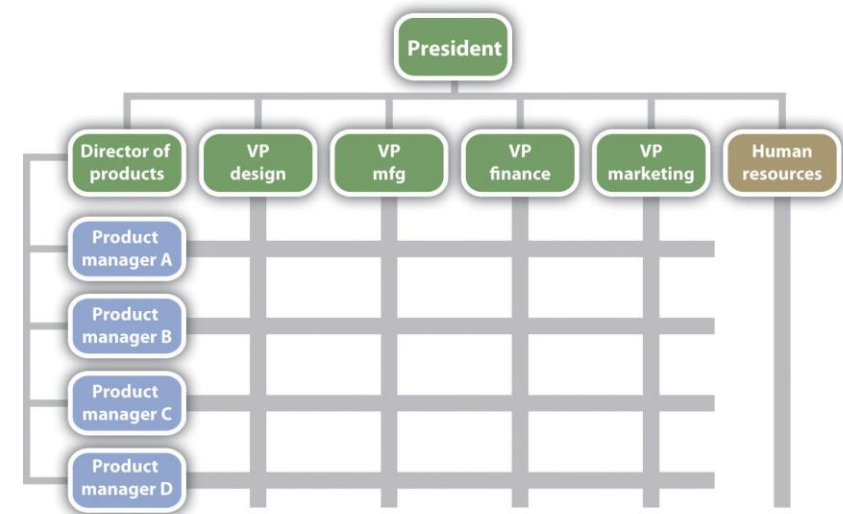 President
Director of
products
VP
design
VP
mfg
VP
finance
VP
marketing
Human
resources
Product
manager A
Product
manager B
Product
manager C
Product
manager D